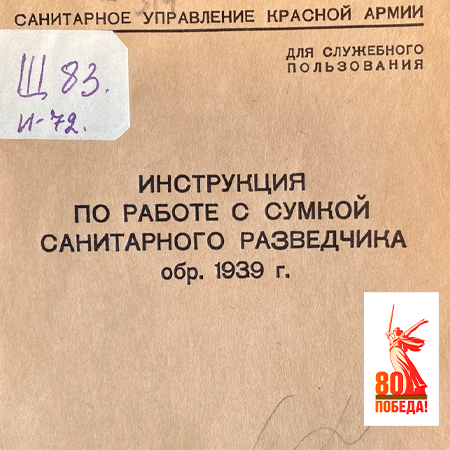 САНИТАРНОЕ УПРАВЛЕНИЕ КРАСНОЙ АРМИИ
ДЛЯ СЛУЖЕБНОГО
ПОЛЬЗОВАНИЯ
Щ 83.
И-72.
ИНСТРУКЦИЯ
ПО РАБОТЕ С СУМКОЙ
САНИТАРНОГО РАЗВЕДЧИКА
обр. 1939 г.
80
ПОБЕДА!